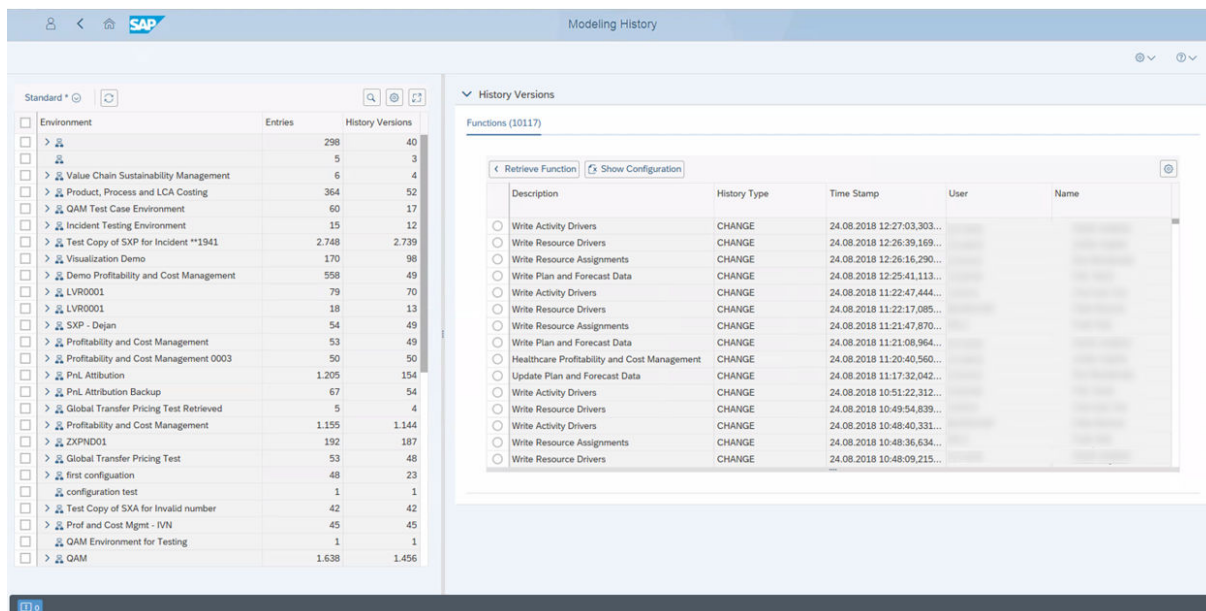 SAP Modeling History
Standard *
Environment Entries History Versions
298 40
5 3
Value Chain Sustainability Management 6 4
Product, Process and LCA Costing 364 52
QAM Test Case Environment 60 17
Incident Testing Environment 15 12
Test Copy of SXP for Incident **1941 2.748 2.739
Visualization Demo 170 98
Demo Profitability and Cost Management 558 49
LVR0001 79 70
LVR0001 18 13
SXP - Dejan 54 49
Profitability and Cost Management 53 49
Profitability and Cost Management 0003 50 50
PnL Attibution 1.205 154
PnL Attribution Backup 67 54
Global Transfer Pricing Test Retrieved 5 4
Profitability and Cost Management 1.155 1.144
ZXPND01 192 187
Global Transfer Pricing Test 53 48
first configuation 48 23
configuration test 1 1
Test Copy of SXA for Invalid number 42 42
Prof and Cost Mgmt - IVN 45 45
QAM Environment for Testing 1 1
QAM 1.638 1.456
History Versions
Functions (10117)
Retrieve Function Show Configuration
Description History Type Time Stamp User Name
Write Activity Drivers CHANGE 24.08.2018 12:27:03,303...
Write Resource Drivers CHANGE 24.08.2018 12:26:39,169...
Write Resource Assignments CHANGE 24.08.2018 12:26:16,290...
Write Plan and Forecast Data CHANGE 24.08.2018 12:25:41,113...
Write Activity Drivers CHANGE 24.08.2018 11:22:47,444...
Write Resource Drivers CHANGE 24.08.2018 11:22:17,085...
Write Resource Assignments CHANGE 24.08.2018 11:21:47,870...
Write Plan and Forecast Data CHANGE 24.08.2018 11:21:08,964...
Healthcare Profitability and Cost Management CHANGE 24.08.2018 11:20:40,560...
Update Plan and Forecast Data CHANGE 24.08.2018 11:17:32,042...
Write Activity Drivers CHANGE 24.08.2018 10:51:22,312...
Write Resource Drivers CHANGE 24.08.2018 10:49:54,839...
Write Activity Drivers CHANGE 24.08.2018 10:48:40,331...
Write Resource Assignments CHANGE 24.08.2018 10:48:36,634...
Write Resource Drivers CHANGE 24.08.2018 10:48:09,215...
0